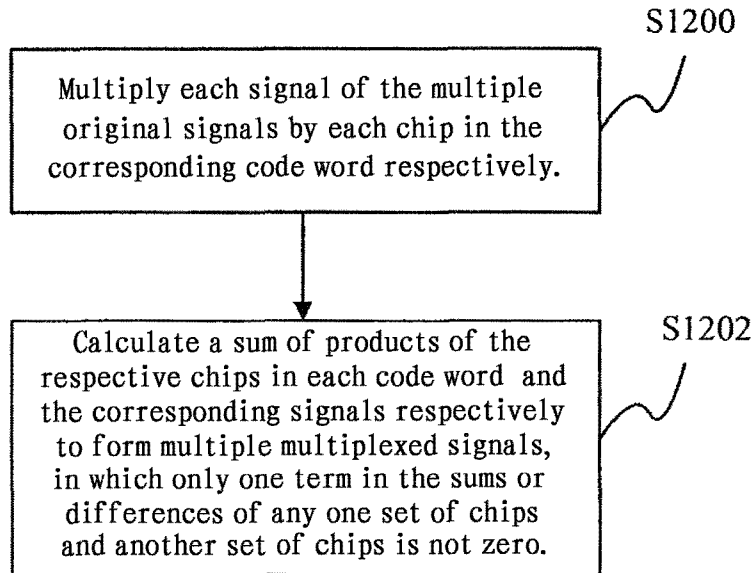 S1200
Multiply each signal of the multiple
original signals by each chip in the
corresponding code word respectively.
S1202
Calculate a sum of products of the
respective chips in each code word and
the corresponding signals respectively
to form multiple multiplexed signals,
in which only one term in the sums or
differences of any one set of chips
and another set of chips is not zero.